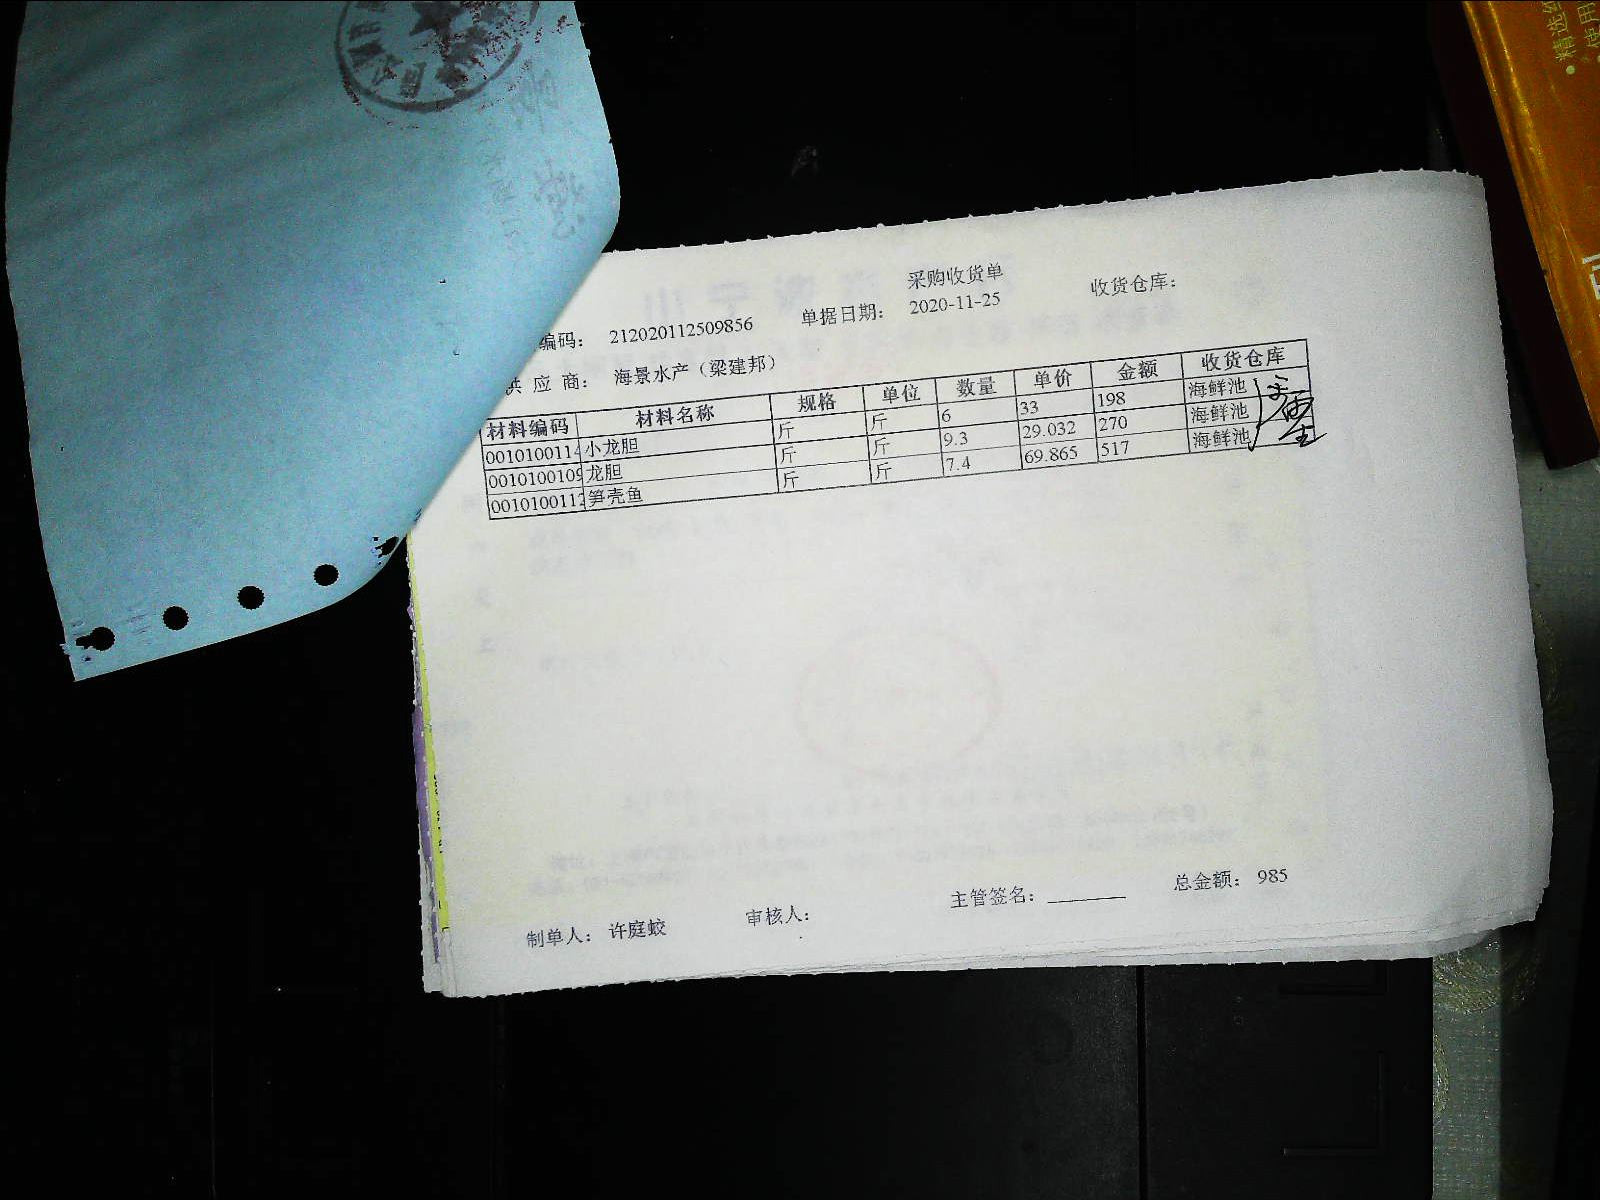 采购收货单
编码： 212020112509856 单据日期： 2020-11-25 收货仓库：
供 应 商： 海景水产（梁建邦）
材料编码 材料名称 规格 单位 数量 单价 金额 收货仓库
0010100114 小龙胆 斤 斤 6 33 198 海鲜池
0010100109 龙胆 斤 斤 9.3 29.032 270 海鲜池
0010100112 笋壳鱼 斤 斤 7.4 69.865 517 海鲜池
制单人： 许庭蛟 审核人： 主管签名： 总金额： 985
• 精选
使用